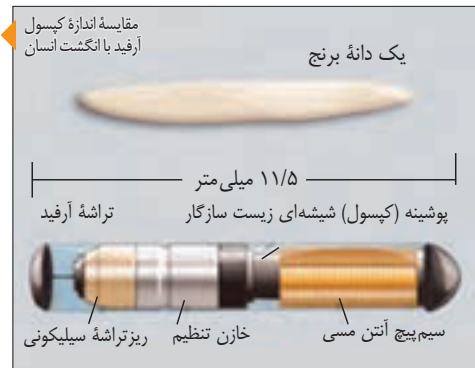 مقایسهٔ اندازهٔ کپسول
آرفید با انگشت انسان
یک دانهٔ برنج
۱۱/۵ میلی‌متر
پوشینه (کپسول) شیشه‌ای زیست سازگار
تراشهٔ آرفید
سیم‌پیچ آنتن مسی
خازن تنظیم
ریزتراشهٔ سیلیکونی